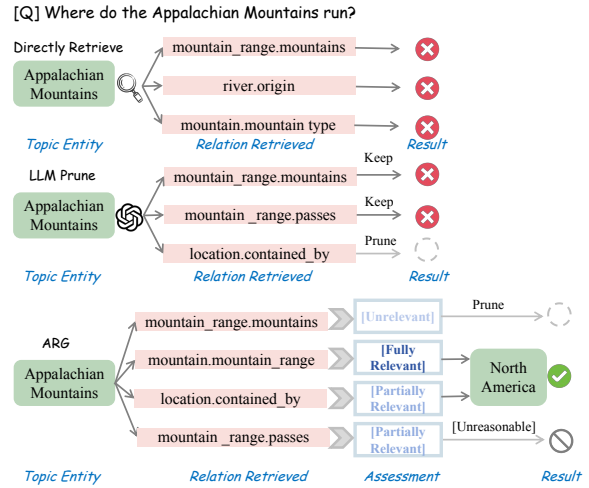 [Q] Where do the Appalachian Mountains run?
Directly Retrieve
Appalachian
Mountains
mountain_range.mountains
river.origin
mountain.mountain type
Topic Entity
Relation Retrieved
Result
LLM Prune
Appalachian
Mountains
mountain_range.mountains
Keep
mountain _range.passes
Keep
location.contained_by
Prune
Topic Entity
Relation Retrieved
Result
ARG
Appalachian
Mountains
mountain_range.mountains
[Unrelevant]
Prune
mountain.mountain_range
[Fully
Relevant]
location.contained_by
[Partially
Relevant]
North
America
mountain _range.passes
[Partially
Relevant]
[Unreasonable]
Topic Entity
Relation Retrieved
Assessment
Result